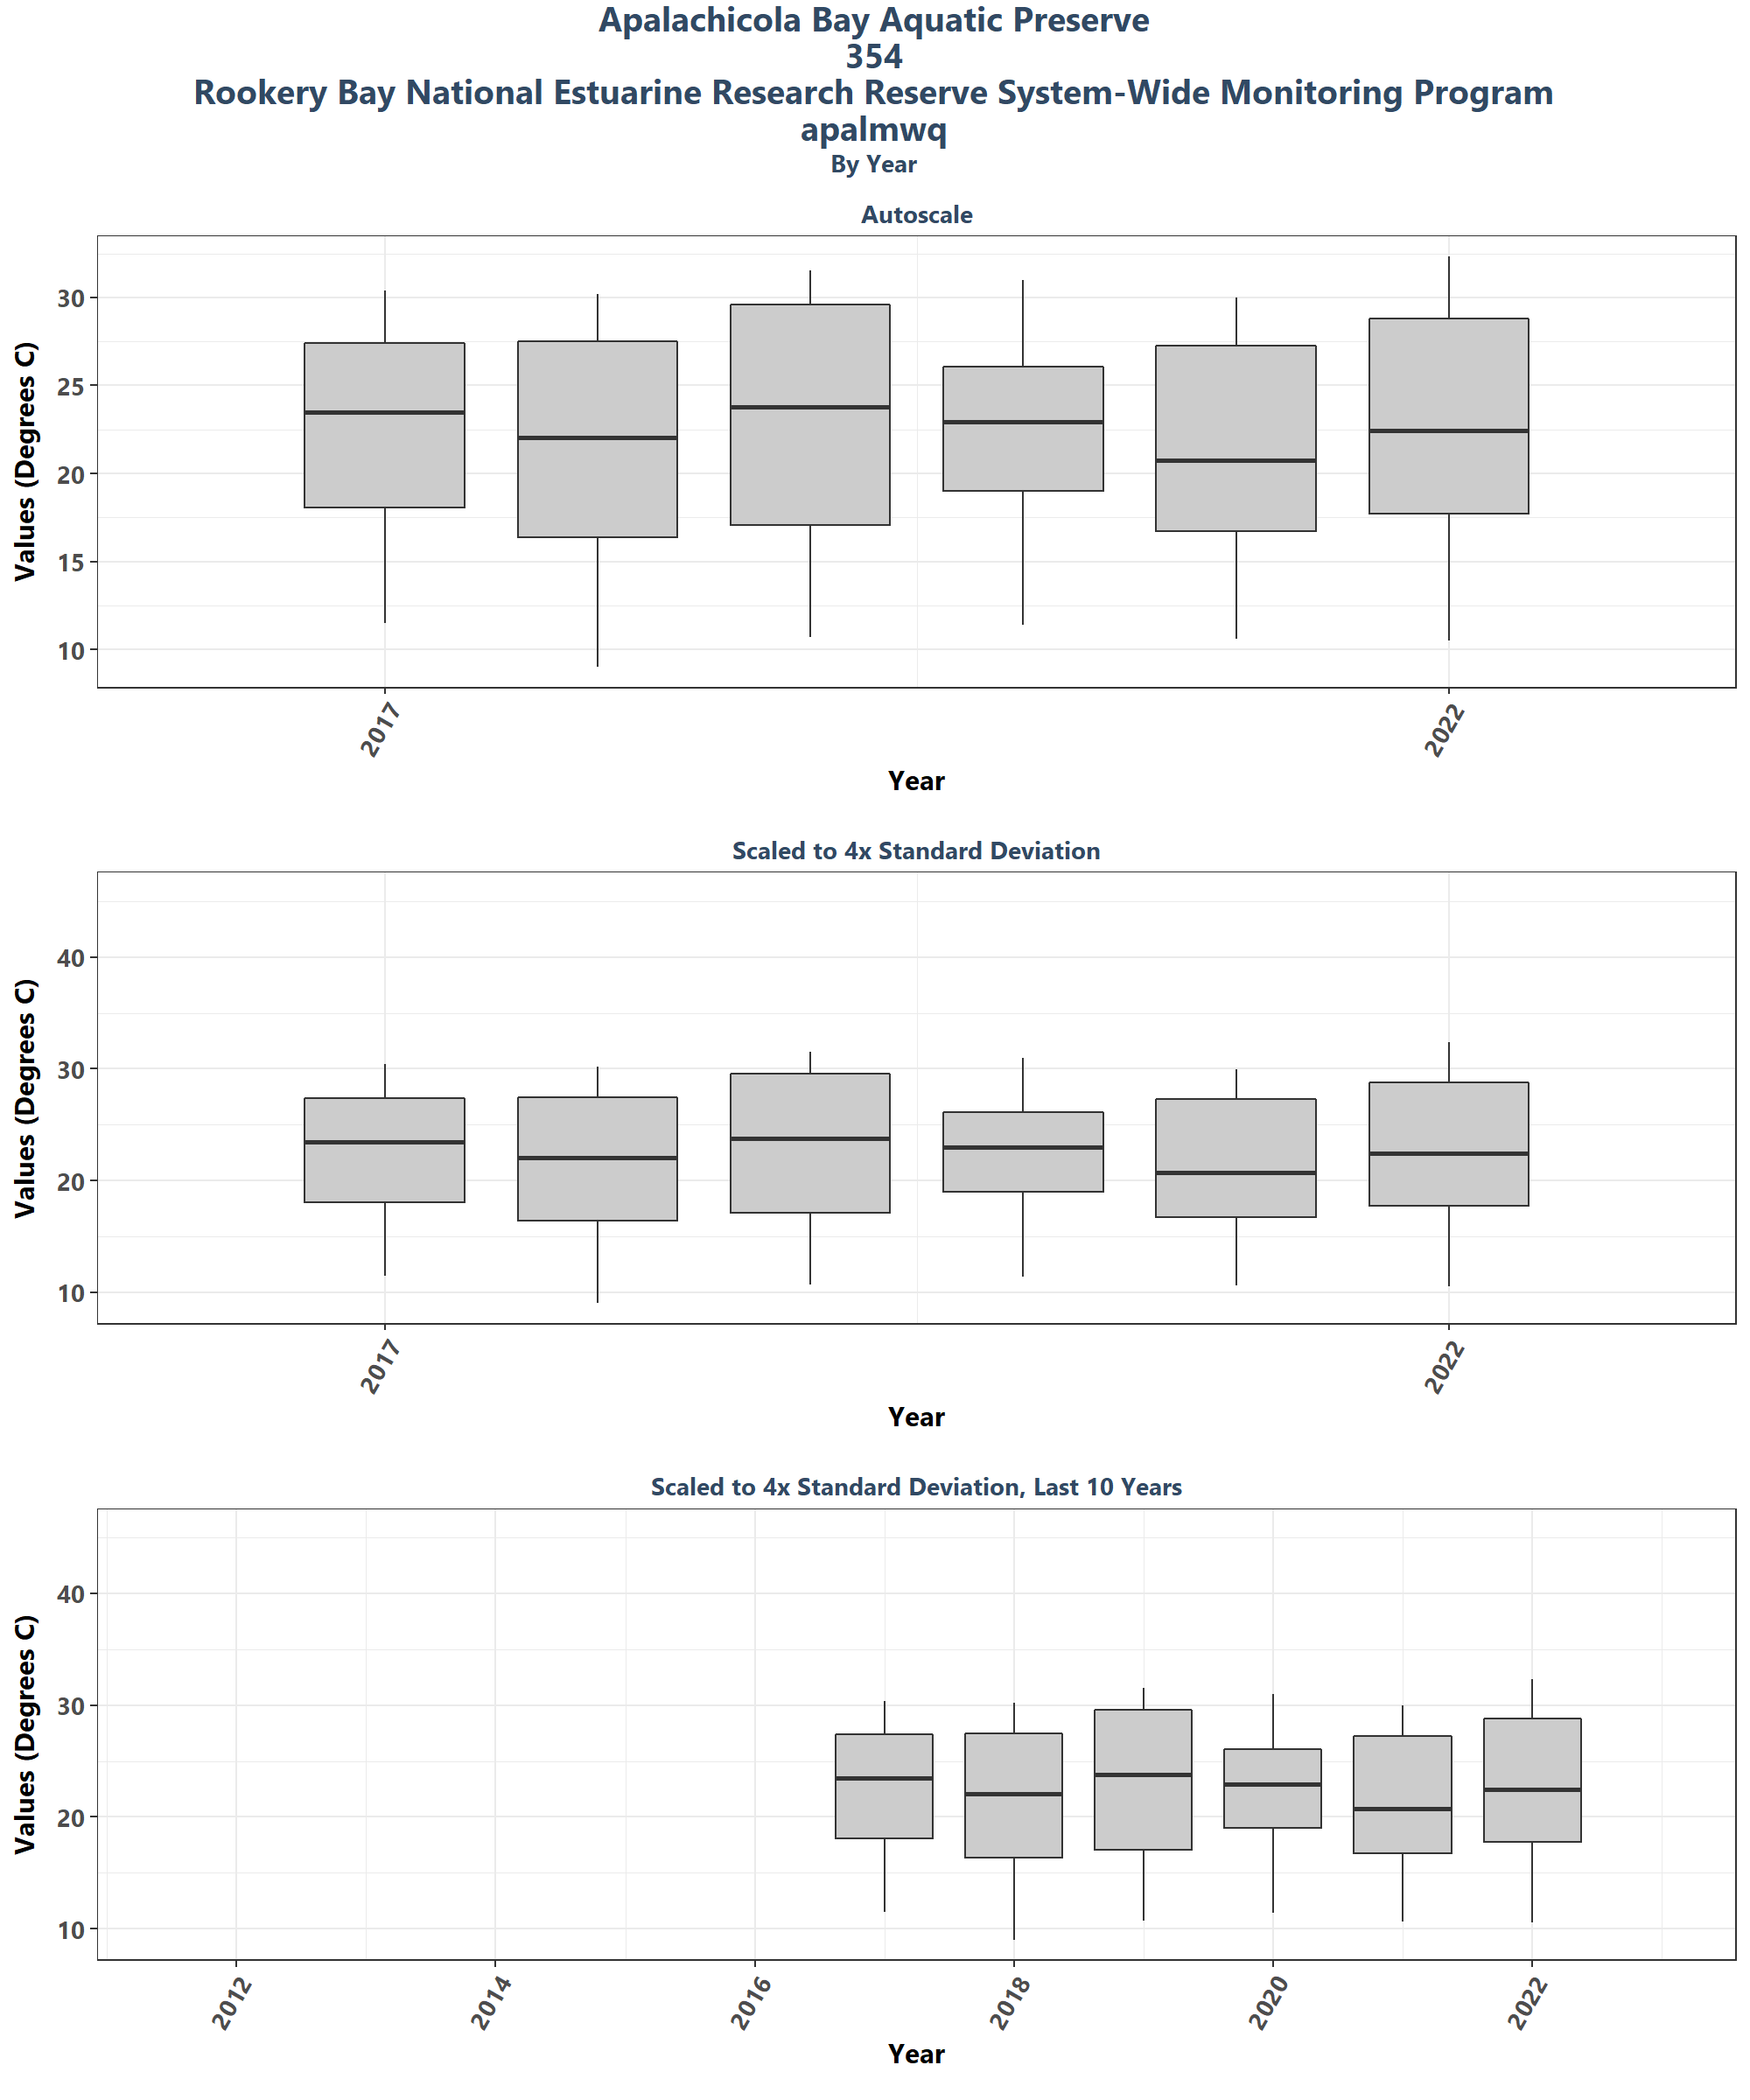 Apalachicola Bay Aquatic Preserve
354
Rookery Bay National Estuarine Research Reserve System-Wide Monitoring Program
apalmwq
By Year
Autoscale
Values (Degrees C)
30
25
20
15
10
2017
2022
Year
Scaled to 4x Standard Deviation
Values (Degrees C)
40
30
20
10
2017
2022
Year
Scaled to 4x Standard Deviation, Last 10 Years
Values (Degrees C)
40
30
20
10
2012
2014
2016
2018
2020
2022
Year